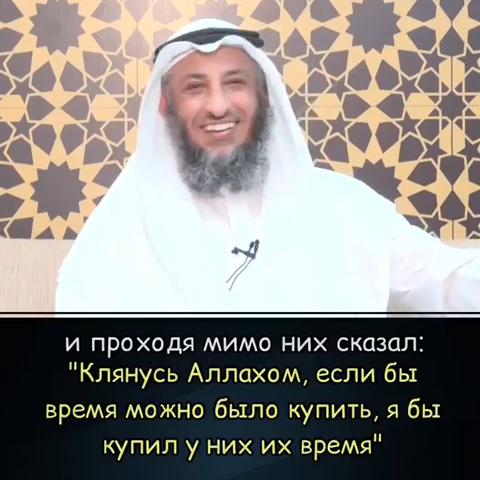 и проходя мимо них сказал:
"Клянусь Аллахом, если бы
время можно было купить, я бы
купил у них их время"